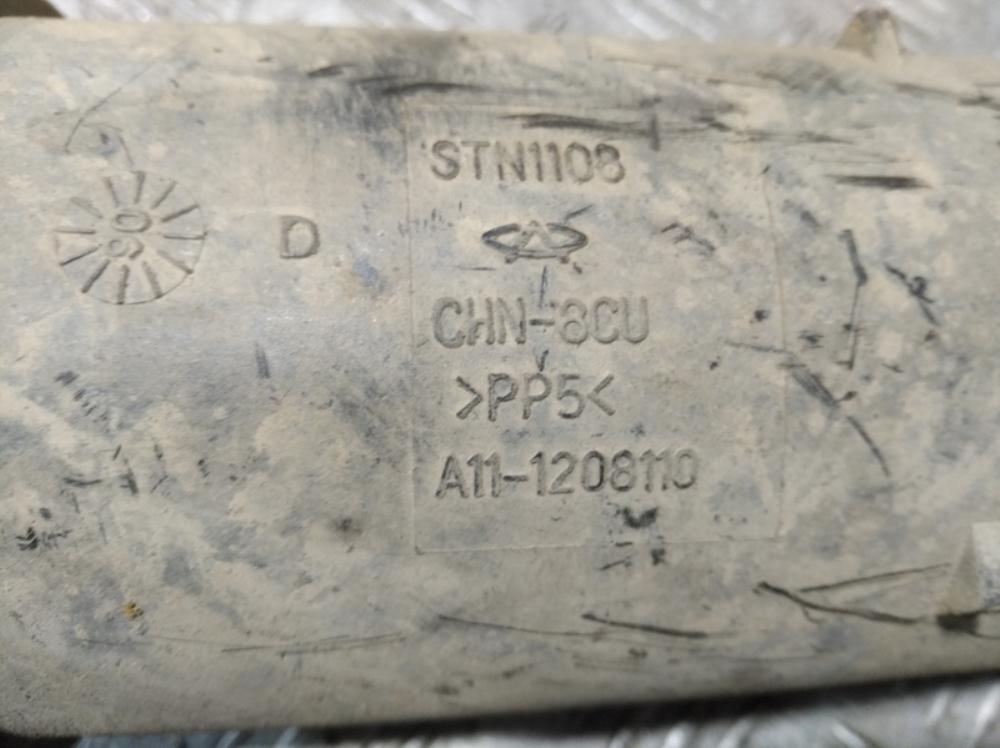 STN1108
D
CHN-8CU
>PP5<
A11-1208110